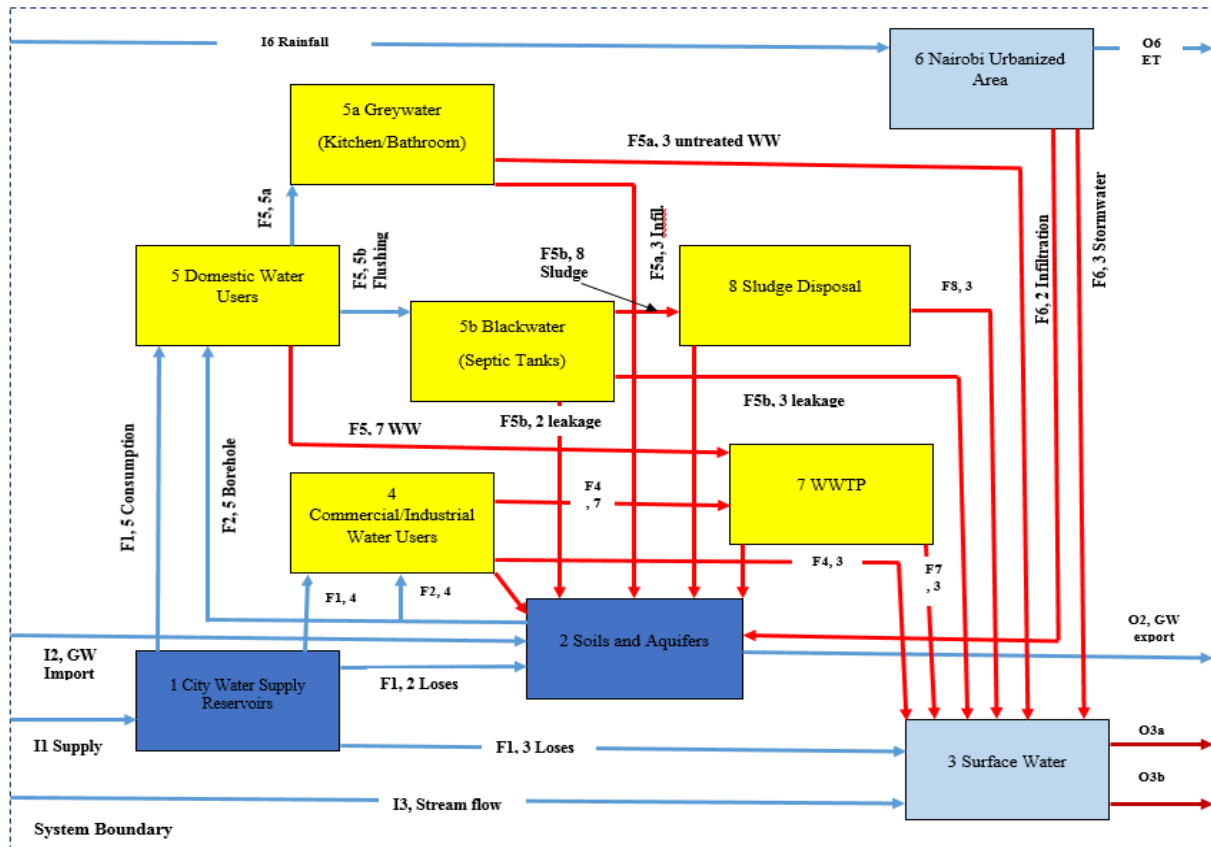 I6 Rainfall
6 Nairobi Urbanized
Area
O6
ET
5a Greywater
(Kitchen/Bathroom)
F5a, 3 untreated WW
F5, 5a
F5, 5b
Flushing
F5b, 8
Sludge
F5a, 3 Infil.
F6, 2 Infiltration
F6, 3 Stormwater
5 Domestic Water
Users
8 Sludge Disposal
F8, 3
5b Blackwater
(Septic Tanks)
F5b, 3 leakage
F5b, 2 leakage
F5, 7 WW
F1, 5 Consumption
F2, 5 Borehole
4
Commercial/Industrial
Water Users
F4
, 7
7 WWTP
F4, 3
F7
, 3
F1, 4
F2, 4
2 Soils and Aquifers
O2, GW
export
I2, GW
Import
1 City Water Supply
Reservoirs
F1, 2 Loses
I1 Supply
F1, 3 Loses
3 Surface Water
O3a
O3b
I3, Stream flow
System Boundary